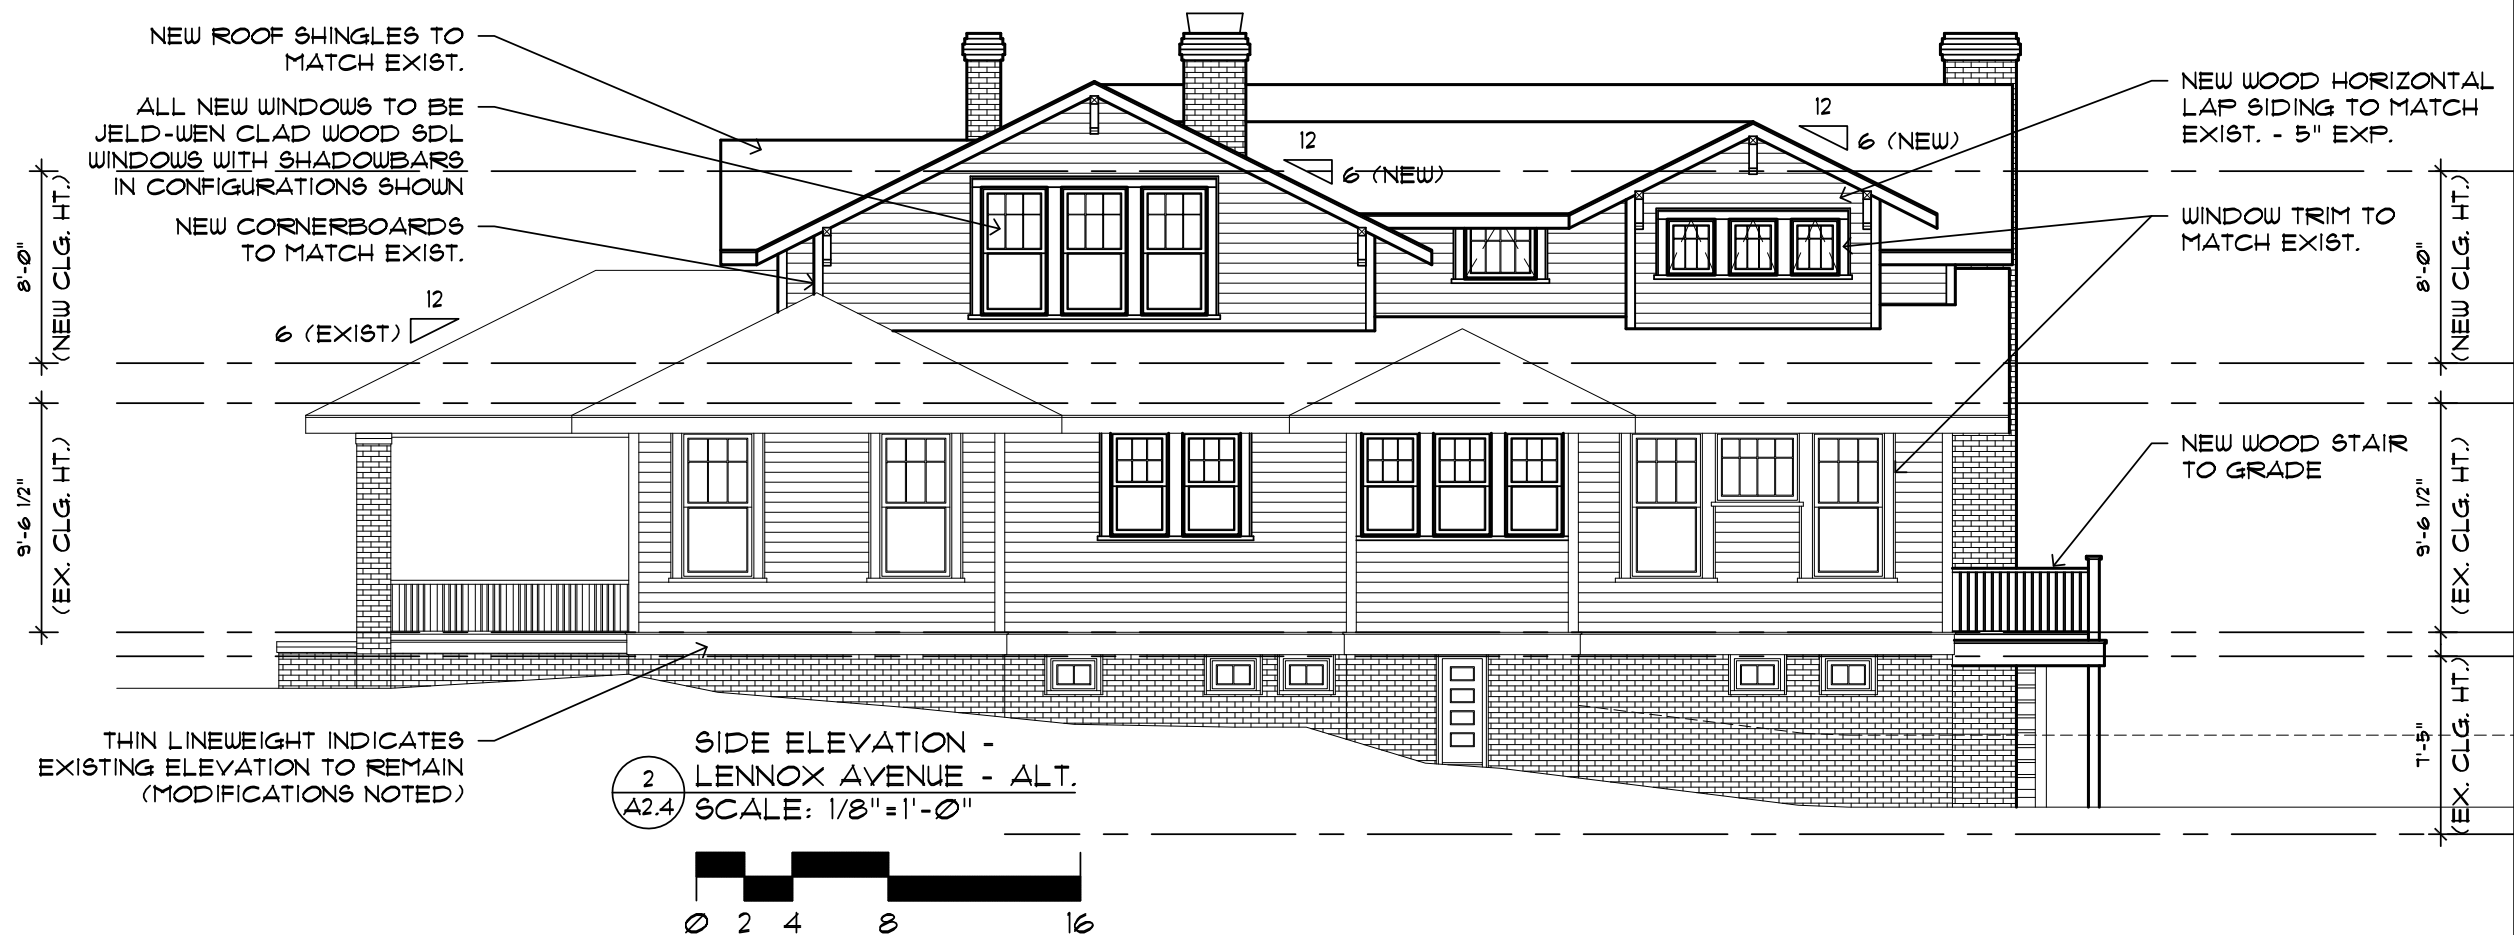 NEW ROOF SHINGLES TO
MATCH EXIST.
ALL NEW WINDOWS TO BE
JELD-WEN CLAD WOOD SDL
WINDOWS WITH SHADOWBARS
IN CONFIGURATIONS SHOWN
NEW CORNERBOARDS
TO MATCH EXIST.
12
6 (EXIST)
8'-0"
(NEW CLG. HT.)
9'-6 1/2"
(EX. CLG. HT.)
12
6 (NEW)
12
6 (NEW)
NEW WOOD HORIZONTAL
LAP SIDING TO MATCH
EXIST. - 5" EXP.
WINDOW TRIM TO
MATCH EXIST.
8'-0"
(NEW CLG. HT.)
NEW WOOD STAIR
TO GRADE
9'-6 1/2"
(EX. CLG. HT.)
7'-5"
(EX. CLG. HT.)
THIN LINEWEIGHT INDICATES
EXISTING ELEVATION TO REMAIN
(MODIFICATIONS NOTED)
2
A2.4
SIDE ELEVATION -
LENNOX AVENUE - ALT.
SCALE: 1/8"=1'-0"
0 2 4 8 16